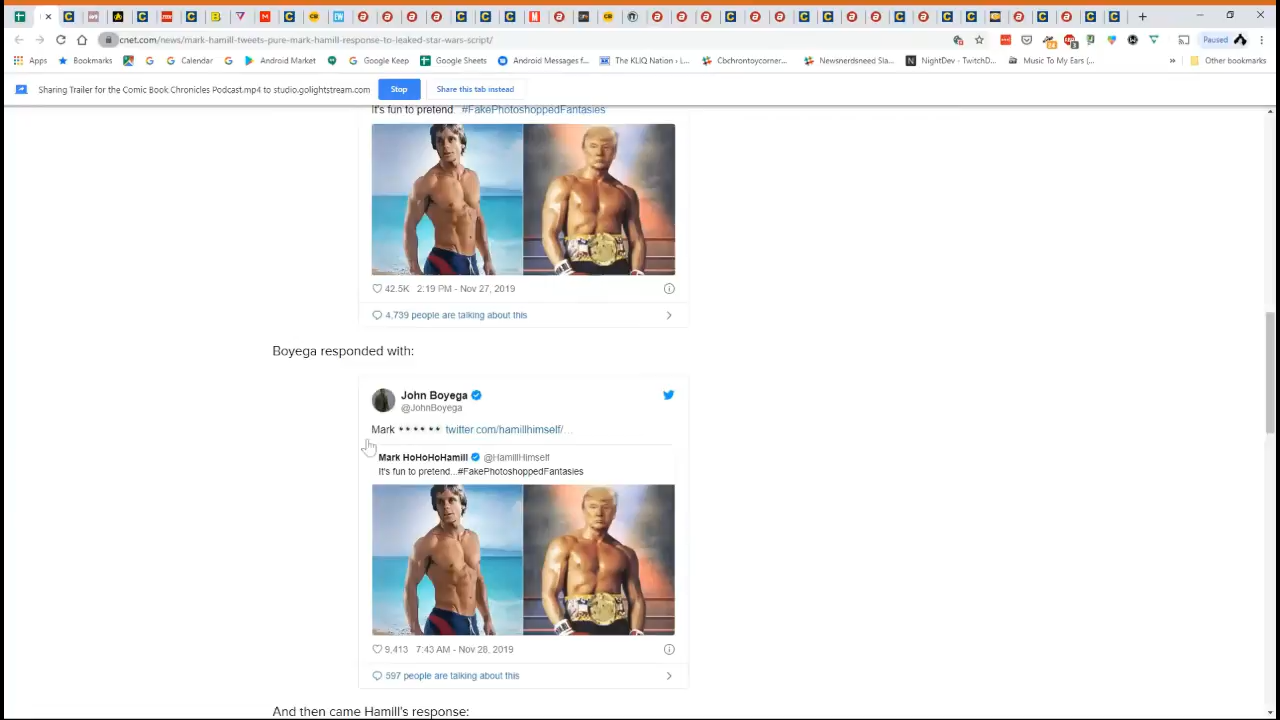 cnet.com/news/mark-hamill-tweets-pure-mark-hamill-response-to-leaked-star-wars-script/
Paused
Apps Bookmarks Calendar Android Market Google Keep Google Sheets Android Messages f... The KLIQ Nation › L... Cbchrontoycorner... Newsnerdsneed Sla... NightDev - TwitchD... Music To My Ears (... » Other bookmarks
Sharing Trailer for the Comic Book Chronicles Podcast.mp4 to studio.golightstream.com Stop Share this tab instead
It's fun to pretend. #FakePhotoshoppedFantasies
42.5K 2:19 PM - Nov 27, 2019
4,739 people are talking about this
Boyega responded with:
John Boyega
@JohnBoyega
Mark twitter.com/hamillhimself/...
Mark HoHoHoHamill @HamillHimself
It's fun to pretend...#FakePhotoshoppedFantasies
9,413 7:43 AM - Nov 28, 2019
597 people are talking about this
And then came Hamill's response: